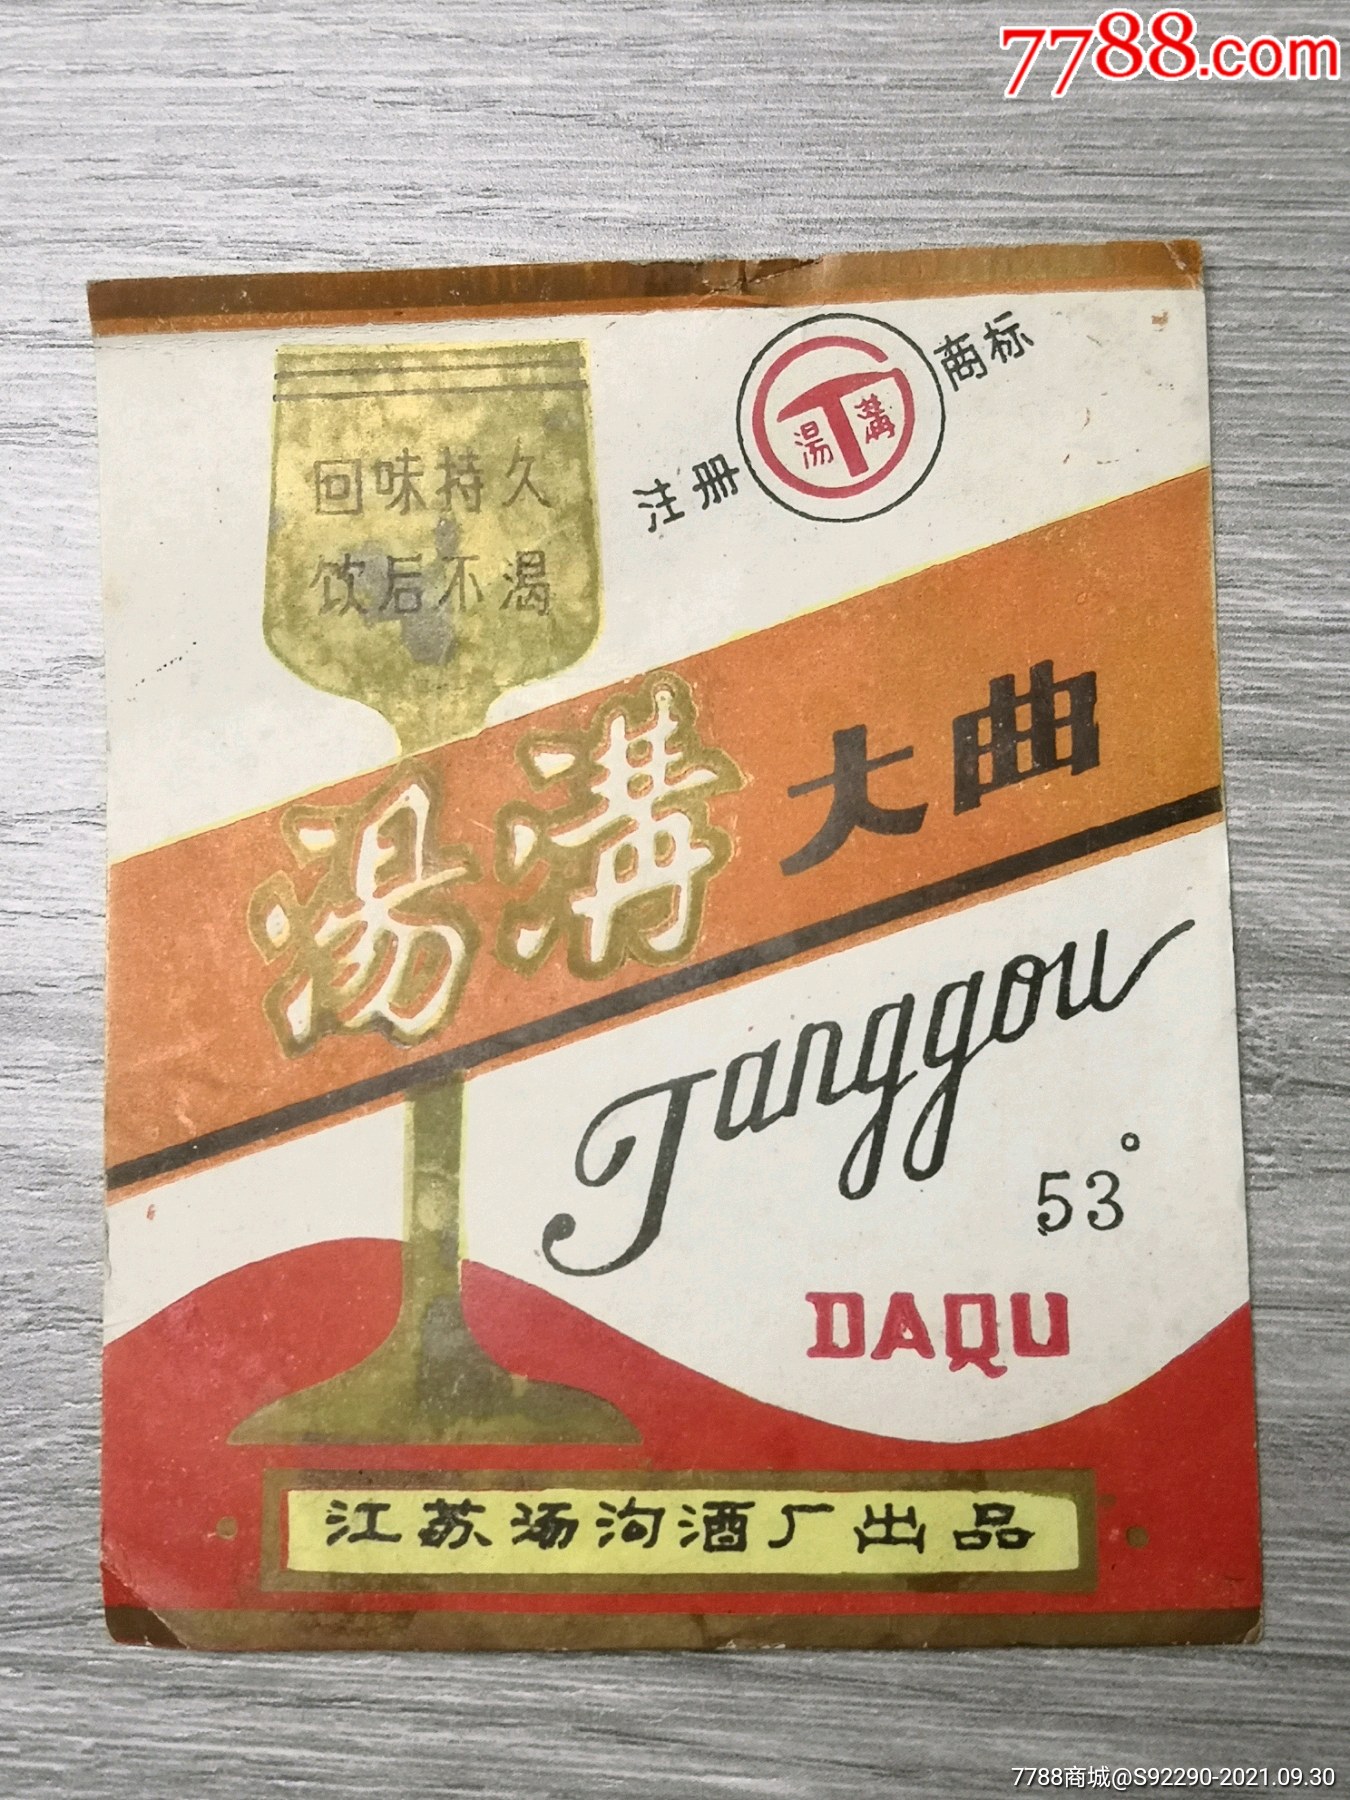 7788.com
注册 湯溝 商标
回味持久
饮后不渴
湯溝大曲
Tanggou
53°
DAQU
江苏汤沟酒厂出品
7788商城@S92290-2021.09.30